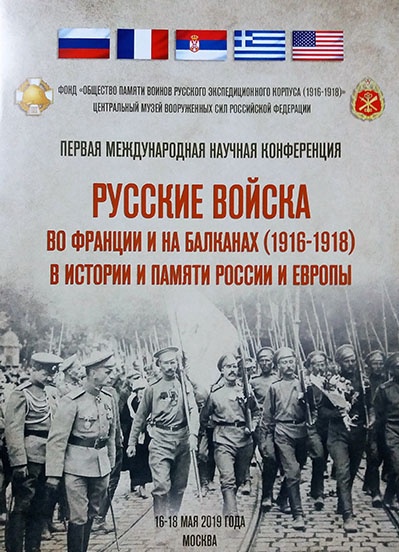 ФОНД «ОБЩЕСТВО ПАМЯТИ ВОИНОВ РУССКОГО ЭКСПЕДИЦИОННОГО КОРПУСА (1916-1918)»
ЦЕНТРАЛЬНЫЙ МУЗЕЙ ВООРУЖЕННЫХ СИЛ РОССИЙСКОЙ ФЕДЕРАЦИИ
ПЕРВАЯ МЕЖДУНАРОДНАЯ НАУЧНАЯ КОНФЕРЕНЦИЯ
РУССКИЕ ВОЙСКА
ВО ФРАНЦИИ И НА БАЛКАНАХ (1916-1918)
В ИСТОРИИ И ПАМЯТИ РОССИИ И ЕВРОПЫ
16-18 МАЯ 2019 ГОДА
МОСКВА